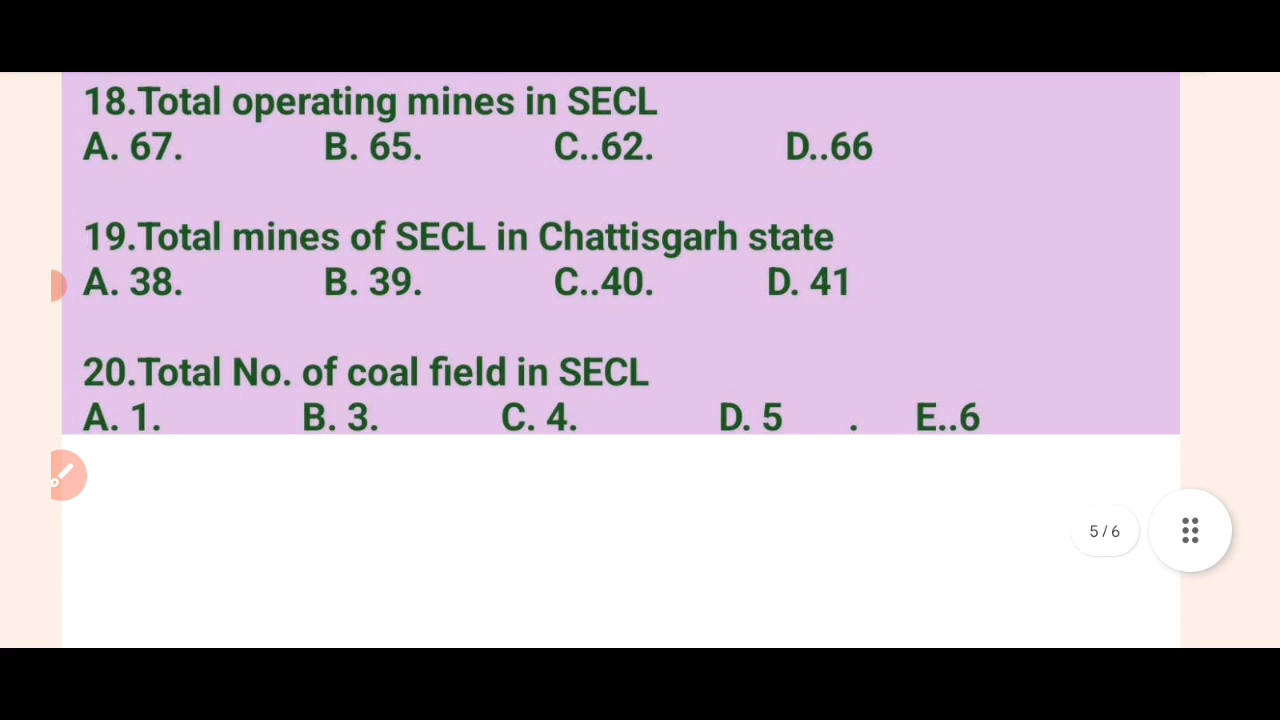 18.Total operating mines in SECL
A. 67. B. 65. C..62. D..66
19.Total mines of SECL in Chattisgarh state
A. 38. B. 39. C..40. D. 41
20.Total No. of coal field in SECL
A. 1. B. 3. C. 4. D. 5 . E..6
5 / 6